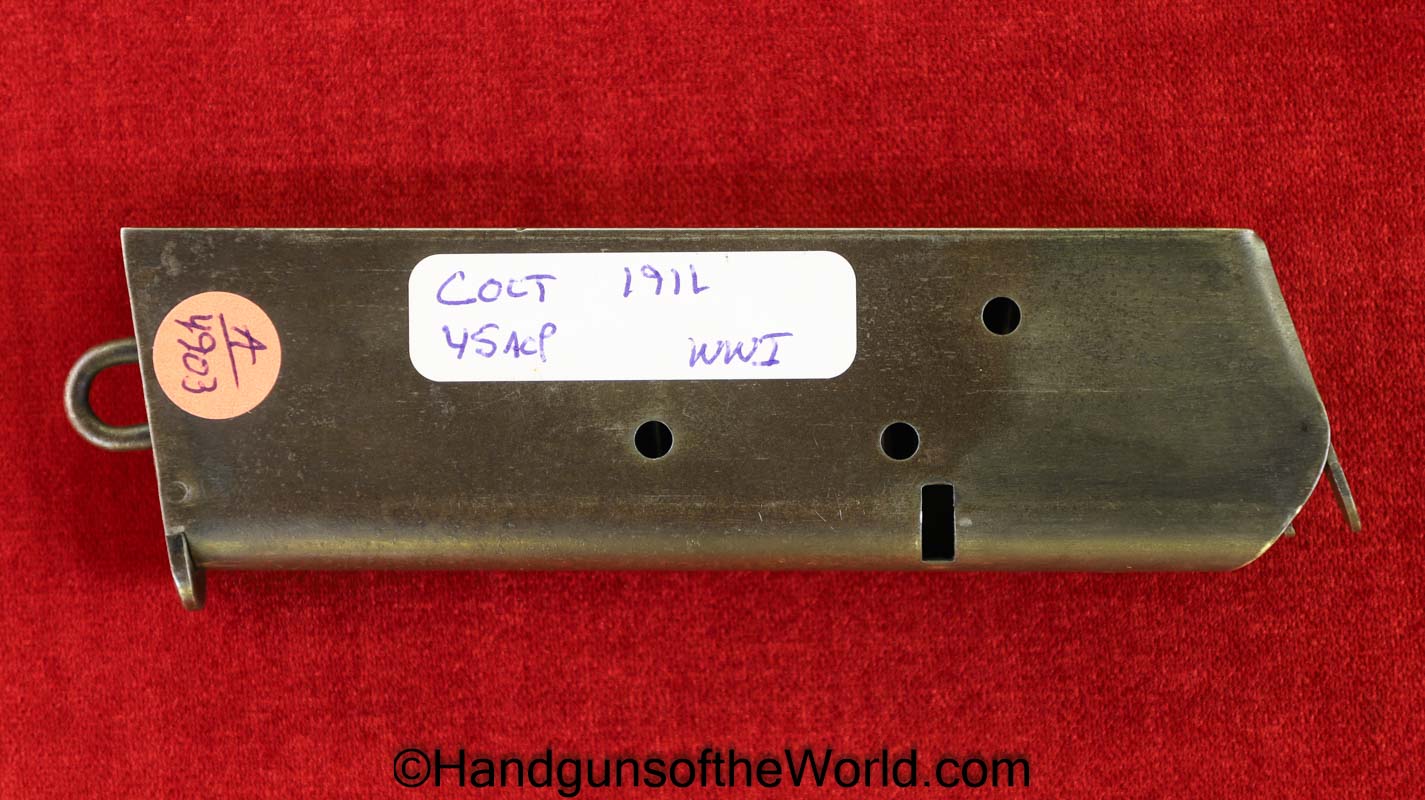 COLT 1911
45ACP WWI
A
4903
©HandgunsoftheWorld.com